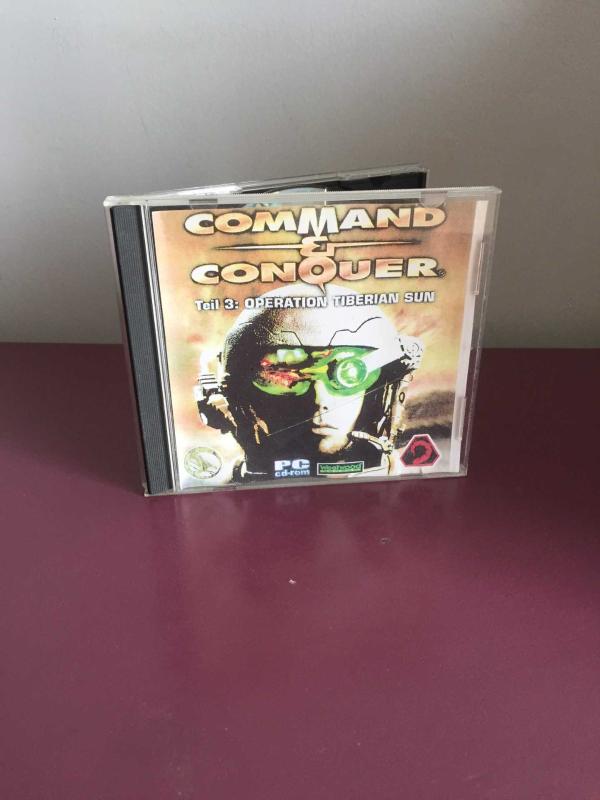 COMMAND
&
CONQUER®
Teil 3: OPERATION TIBERIAN SUN
PC
cd-rom
Westwood